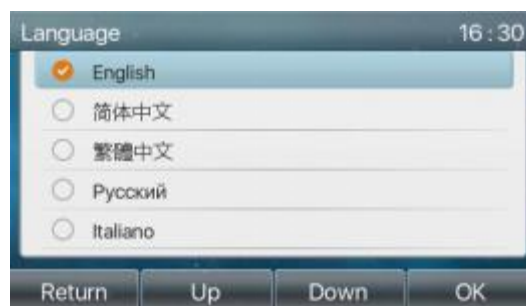 Language 16:30
English
简体中文
繁體中文
Русский
Italiano
Return Up Down OK